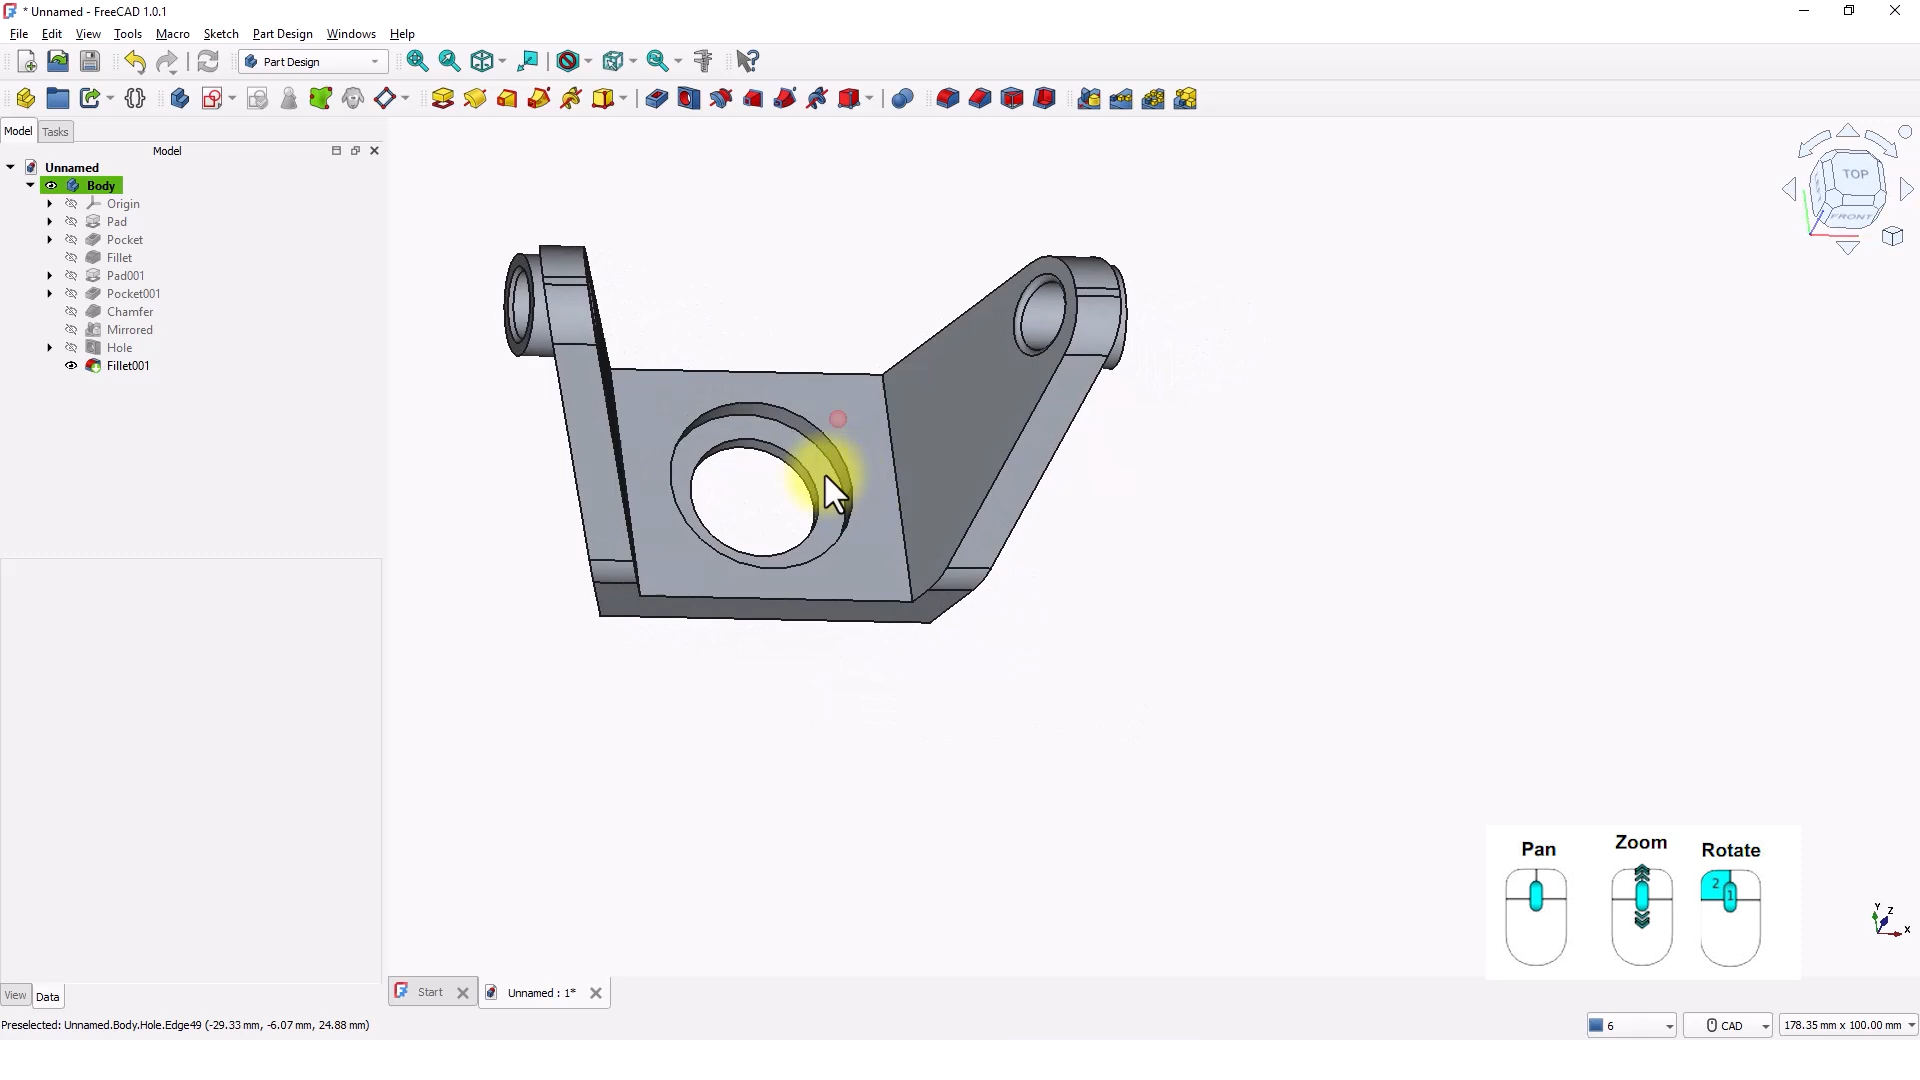 * Unnamed - FreeCAD 1.0.1
File Edit View Tools Macro Sketch Part Design Windows Help
Part Design
Model Tasks
Model
Unnamed
Body
Origin
Pad
Pocket
Fillet
Pad001
Pocket001
Chamfer
Mirrored
Hole
Fillet001
TOP
FRONT
Pan
Zoom
Rotate
2
1
Y
Z
X
View Data
Start
Unnamed : 1*
Preselected: Unnamed.Body.Hole.Edge49 (-29.33 mm, -6.07 mm, 24.88 mm)
6
CAD
178.35 mm x 100.00 mm